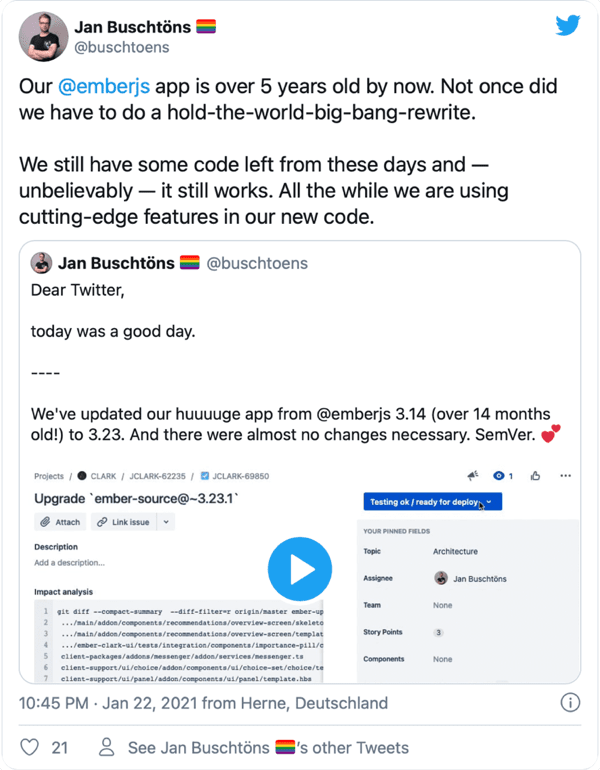 Jan Buschtöns 🏳️‍🌈
@buschtoens
Our @emberjs app is over 5 years old by now. Not once did
we have to do a hold-the-world-big-bang-rewrite.
We still have some code left from these days and —
unbelievably — it still works. All the while we are using
cutting-edge features in our new code.
Jan Buschtöns 🏳️‍🌈 @buschtoens
Dear Twitter,
today was a good day.
----
We've updated our huuuuge app from @emberjs 3.14 (over 14 months
old!) to 3.23. And there were almost no changes necessary. SemVer. 💕
Projects / CLARK / JCLARK-62235 / JCLARK-69850
1
Upgrade `ember-source@~3.23.1`
Testing ok / ready for deploy
Attach
Link issue
YOUR PINNED FIELDS
Description
Topic
Architecture
Add a description...
Assignee
Jan Buschtöns
Impact analysis
Team
None
1 git diff --compact-summary --diff-filter=r origin/master ember-up
2 .../main/addon/components/recommendations/overview-screen/skeleto
3 .../main/addon/components/recommendations/overview-screen/templat
4 .../ember-clark-ui/tests/integration/components/importance-pill/c
5 client-packages/addons/messenger/addon/services/messenger.ts
6 client-support/ui/choice/addon/components/ui/choice-set/choice/te
7 client-support/ui/panel/addon/components/ui/panel/template.hbs
Story Points
3
Components
None
10:45 PM · Jan 22, 2021 from Herne, Deutschland
21
See Jan Buschtöns 🏳️‍🌈's other Tweets